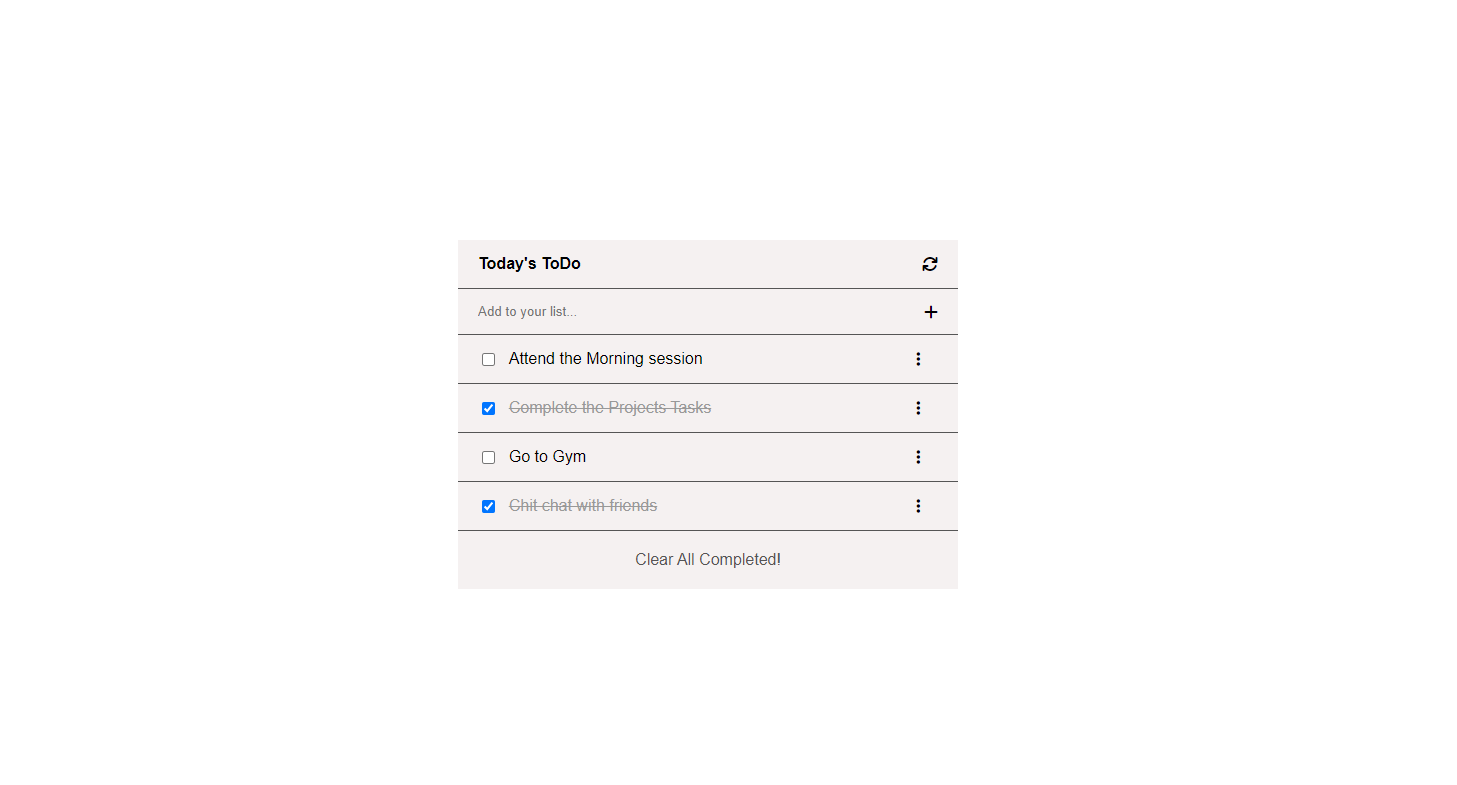 Today's ToDo
Add to your list...
Attend the Morning session
Complete the Projects Tasks
Go to Gym
Chit chat with friends
Clear All Completed!